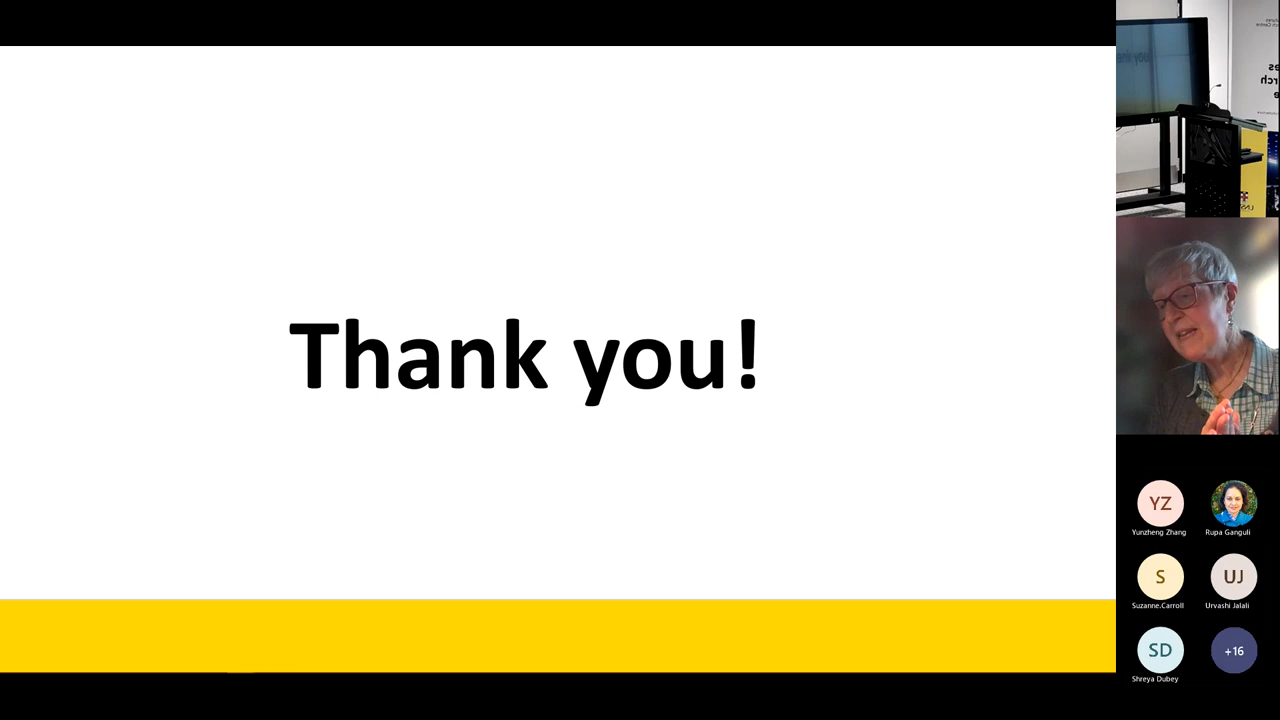 Thank you!
YZ
Yunzheng Zhang
Rupa Ganguli
S
Suzanne.Carroll
UJ
Urvashi Jalali
SD
Shreya Dubey
+16